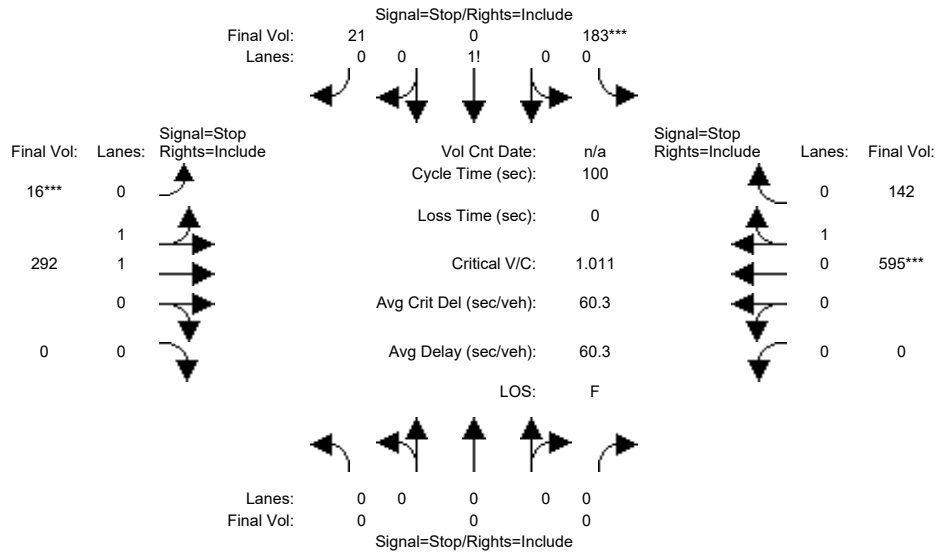 Signal=Stop/Rights=Include
Final Vol: 21 0 183***
Lanes: 0 0 1! 0 0
Signal=Stop
Final Vol: Lanes: Rights=Include
Vol Cnt Date: n/a
Signal=Stop
Rights=Include Lanes: Final Vol:
Cycle Time (sec): 100
16*** 0
0 142
Loss Time (sec): 0
1
1
292 1
Critical V/C: 1.011
0 595***
0
Avg Crit Del (sec/veh): 60.3
0
0 0
Avg Delay (sec/veh): 60.3
0 0
LOS: F
Lanes: 0 0 0 0 0
Final Vol: 0 0 0
Signal=Stop/Rights=Include